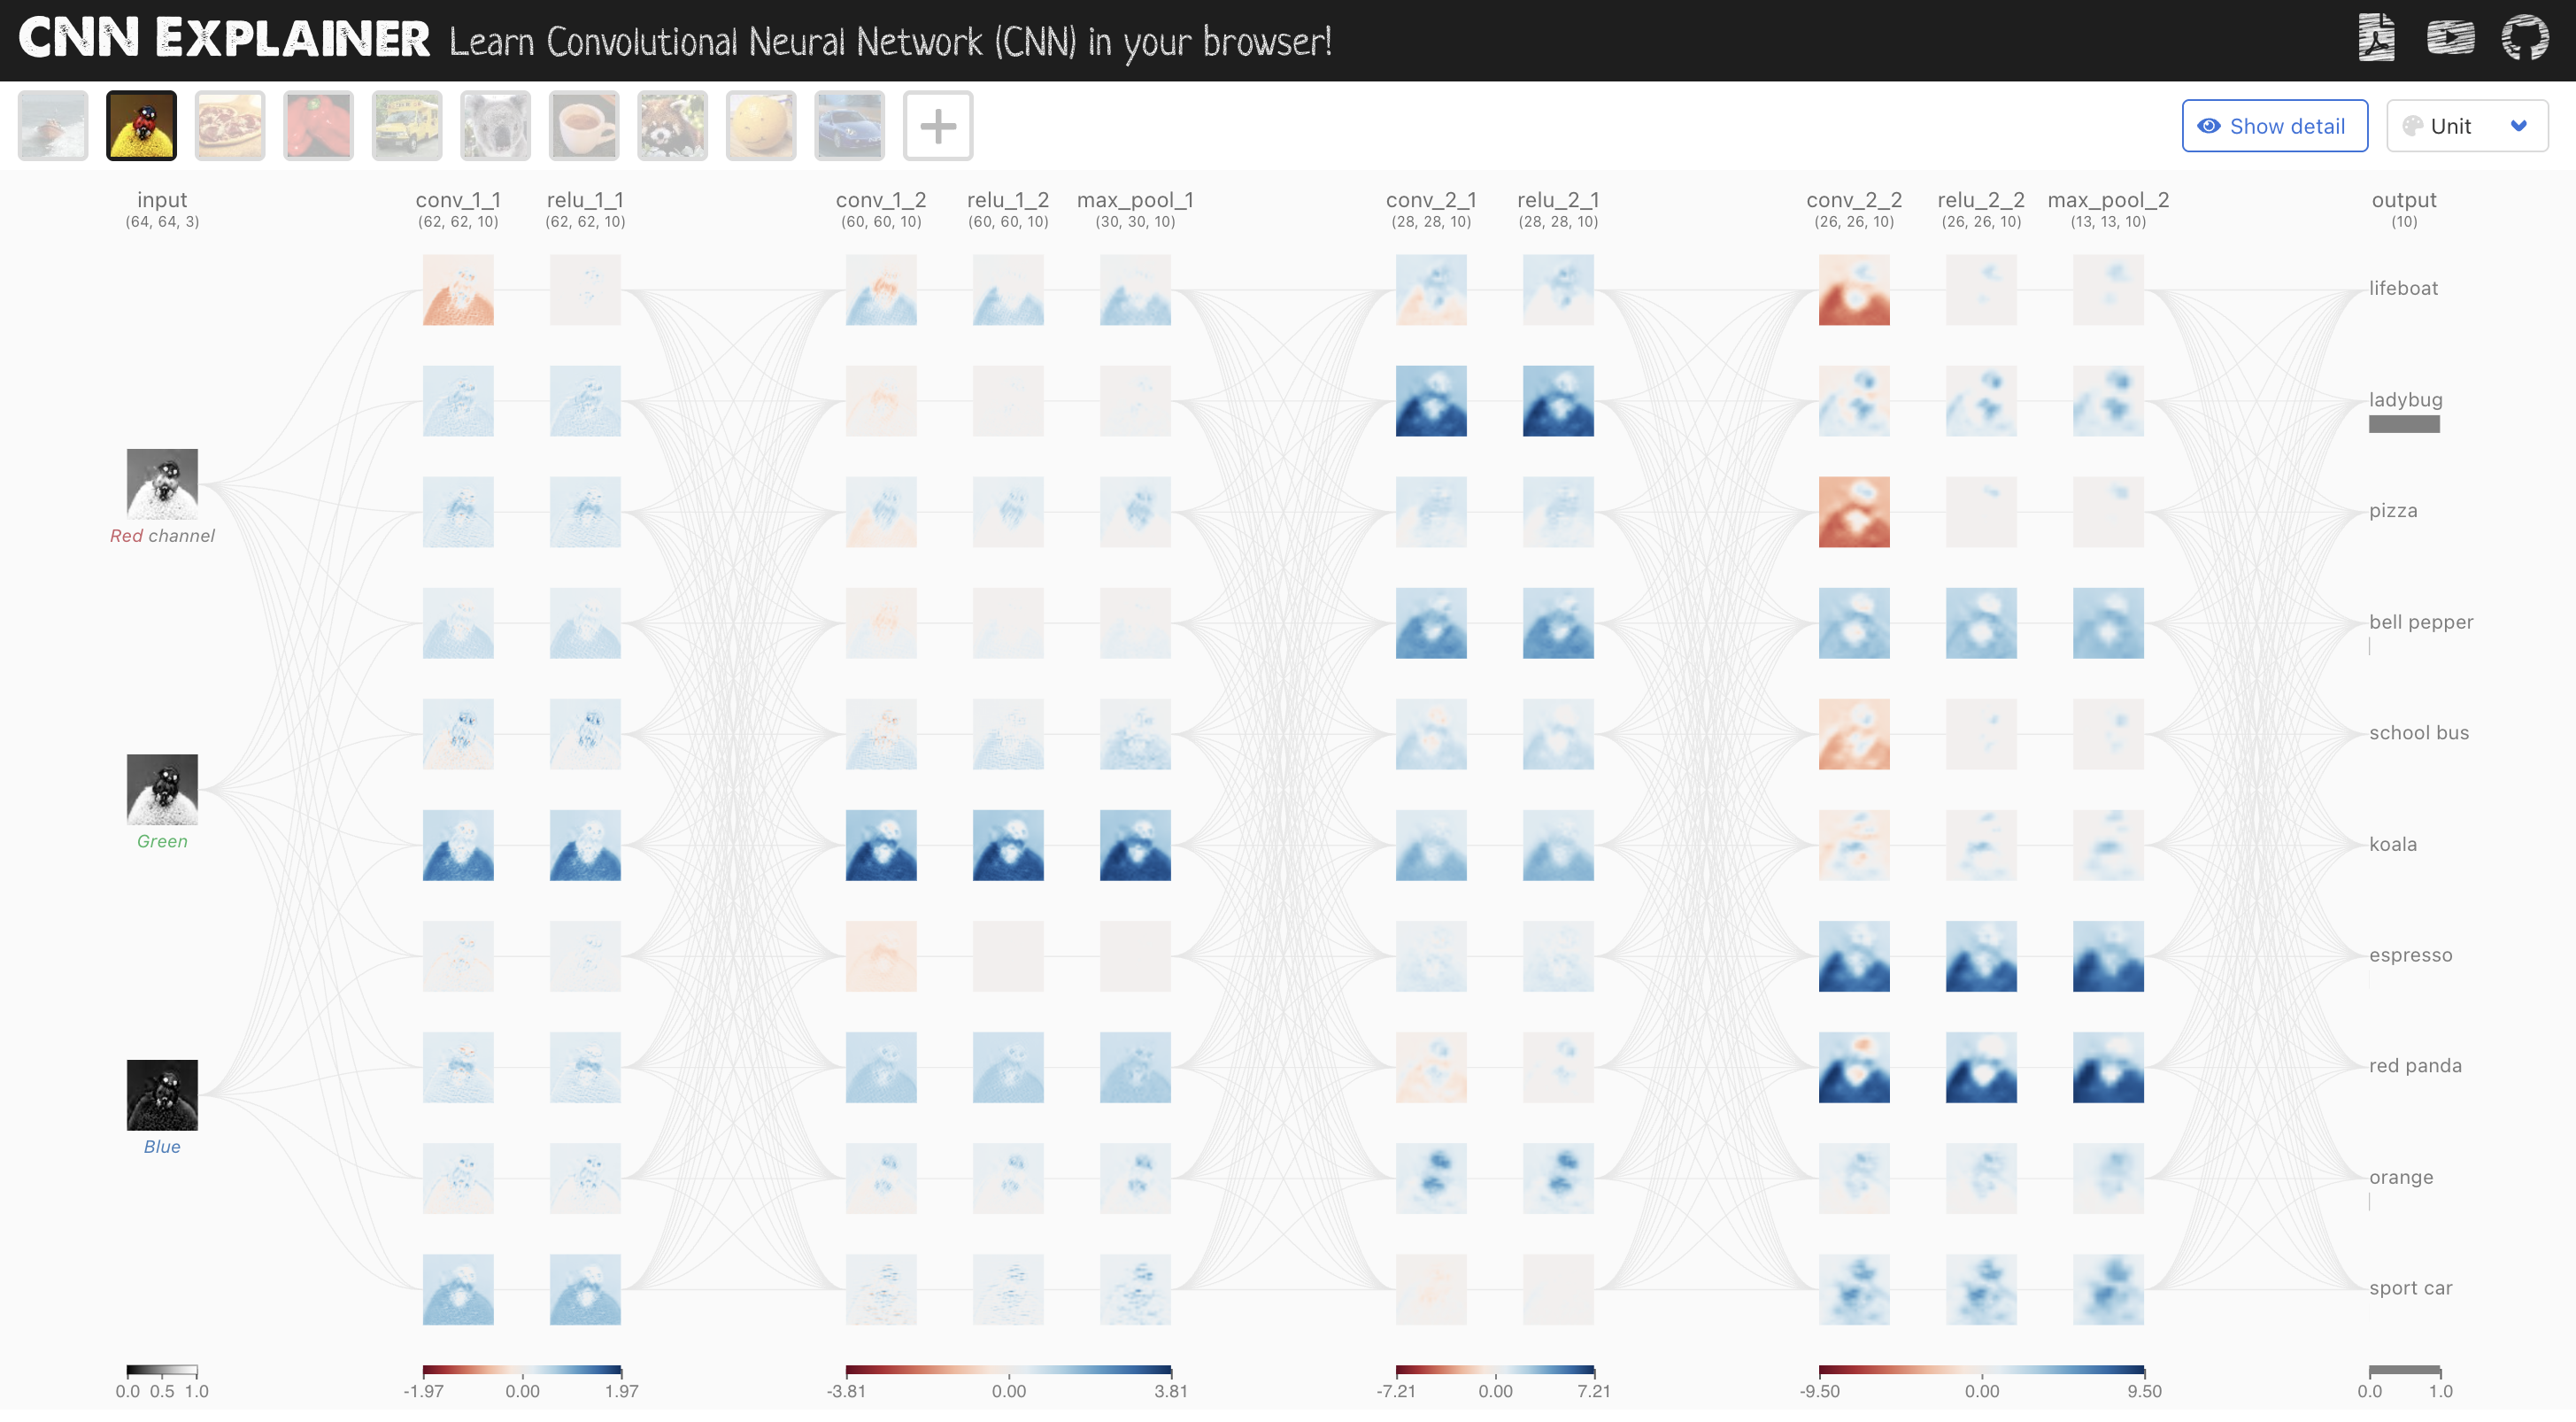 CNN EXPLAINER Learn Convolutional Neural Network (CNN) in your browser!
Show detail
Unit
input conv_1_1 relu_1_1 conv_1_2 relu_1_2 max_pool_1 conv_2_1 relu_2_1 conv_2_2 relu_2_2 max_pool_2 output
(64, 64, 3) (62, 62, 10) (62, 62, 10) (60, 60, 10) (60, 60, 10) (30, 30, 10) (28, 28, 10) (28, 28, 10) (26, 26, 10) (26, 26, 10) (13, 13, 10) (10)
lifeboat
ladybug
pizza
Red channel
bell pepper
school bus
Green
koala
espresso
red panda
Blue
orange
sport car
0.0 0.5 1.0 -1.97 0.00 1.97 -3.81 0.00 3.81 -7.21 0.00 7.21 -9.50 0.00 9.50 0.0 1.0